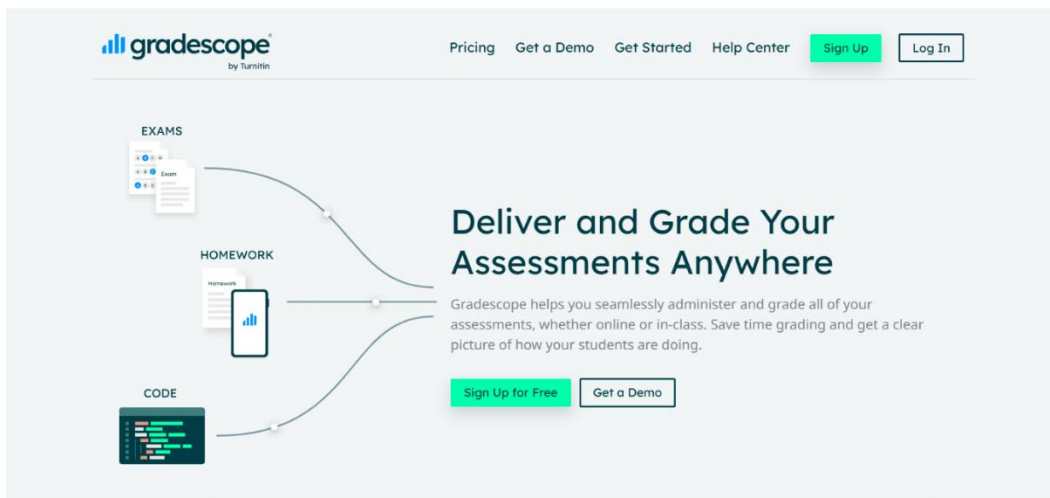 gradescope
by Turnitin
Pricing Get a Demo Get Started Help Center Sign Up Log In
EXAMS
Exam
HOMEWORK
Homework
CODE
Deliver and Grade Your
Assessments Anywhere
Gradescope helps you seamlessly administer and grade all of your
assessments, whether online or in-class. Save time grading and get a clear
picture of how your students are doing.
Sign Up for Free Get a Demo